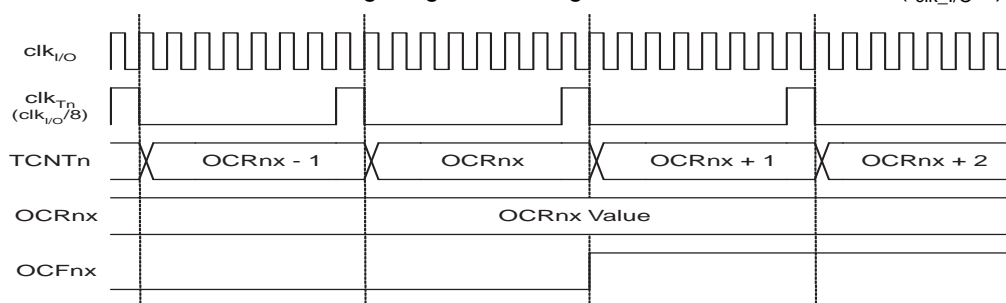 clkI/O
clkTn
(clkI/O/8)
TCNTn OCRnx - 1 OCRnx OCRnx + 1 OCRnx + 2
OCRnx OCRnx Value
OCFnx